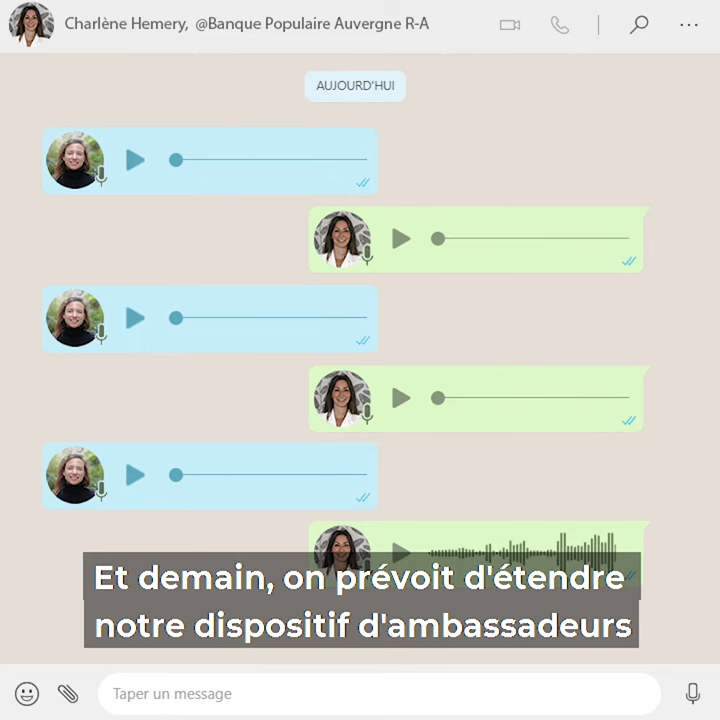 Charlène Hemery, @Banque Populaire Auvergne R-A
AUJOURD'HUI
Et demain, on prévoit d'étendre
notre dispositif d'ambassadeurs
Taper un message